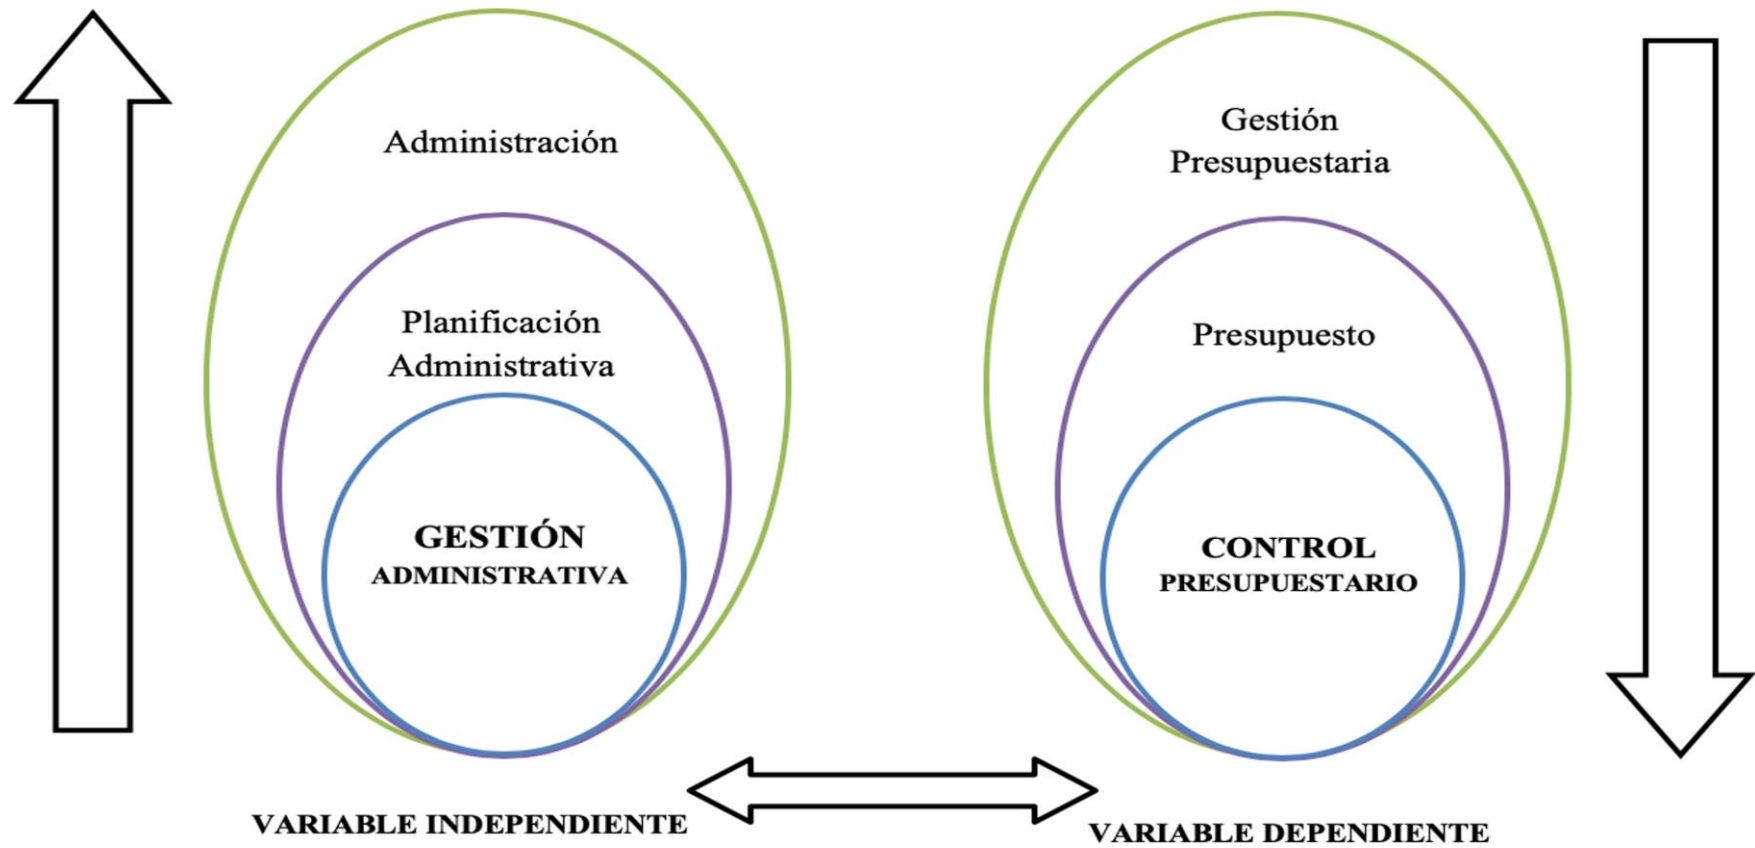 Administración
Planificación
Administrativa
GESTIÓN
ADMINISTRATIVA
VARIABLE INDEPENDIENTE
Gestión
Presupuestaria
Presupuesto
CONTROL
PRESUPUESTARIO
VARIABLE DEPENDIENTE